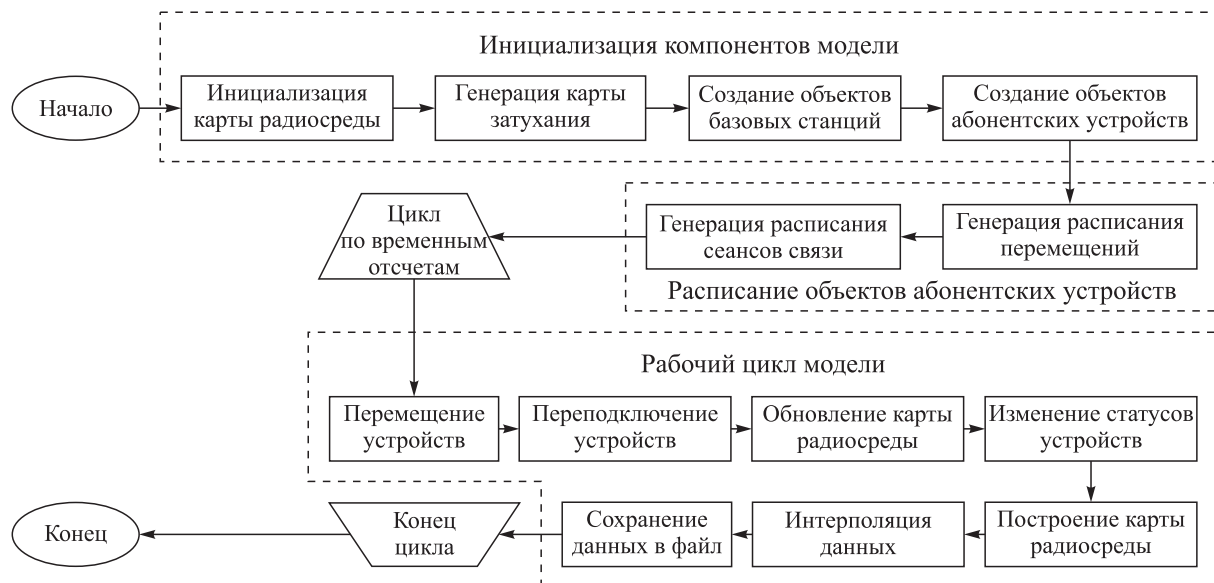 Инициализация компонентов модели
Начало
Инициализация
карты радиосреды
Генерация карты
затухания
Создание объектов
базовых станций
Создание объектов
абонентских устройств
Цикл
по временным
отсчетам
Генерация расписания
сеансов связи
Генерация расписания
перемещений
Расписание объектов абонентских устройств
Рабочий цикл модели
Перемещение
устройств
Переподключение
устройств
Обновление карты
радиосреды
Изменение статусов
устройств
Конец
Конец
цикла
Сохранение
данных в файл
Интерполяция
данных
Построение карты
радиосреды